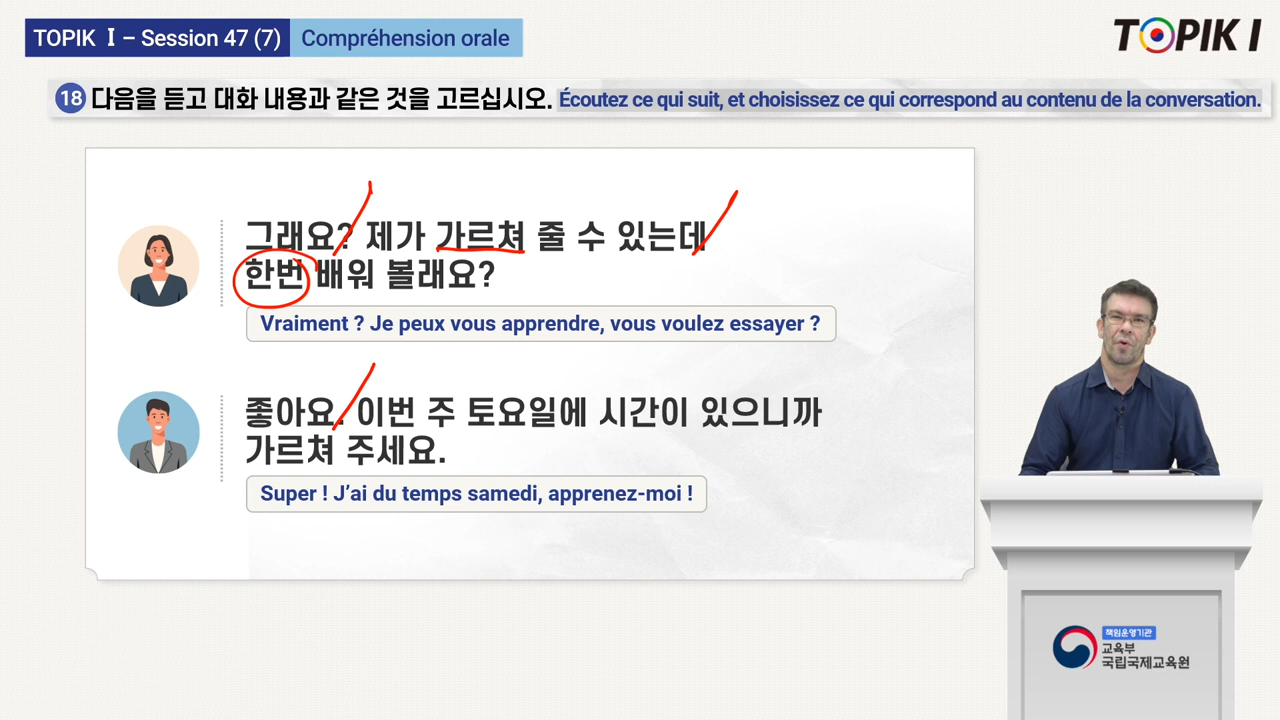 TOPIK Ⅰ – Session 47 (7) Compréhension orale
TOPIK I
18 다음을 듣고 대화 내용과 같은 것을 고르십시오. Écoutez ce qui suit, et choisissez ce qui correspond au contenu de la conversation.
그래요? 제가 가르쳐 줄 수 있는데
한번 배워 볼래요?
Vraiment ? Je peux vous apprendre, vous voulez essayer ?
좋아요. 이번 주 토요일에 시간이 있으니까
가르쳐 주세요.
Super ! J’ai du temps samedi, apprenez-moi !
책임운영기관
교육부
국립국제교육원